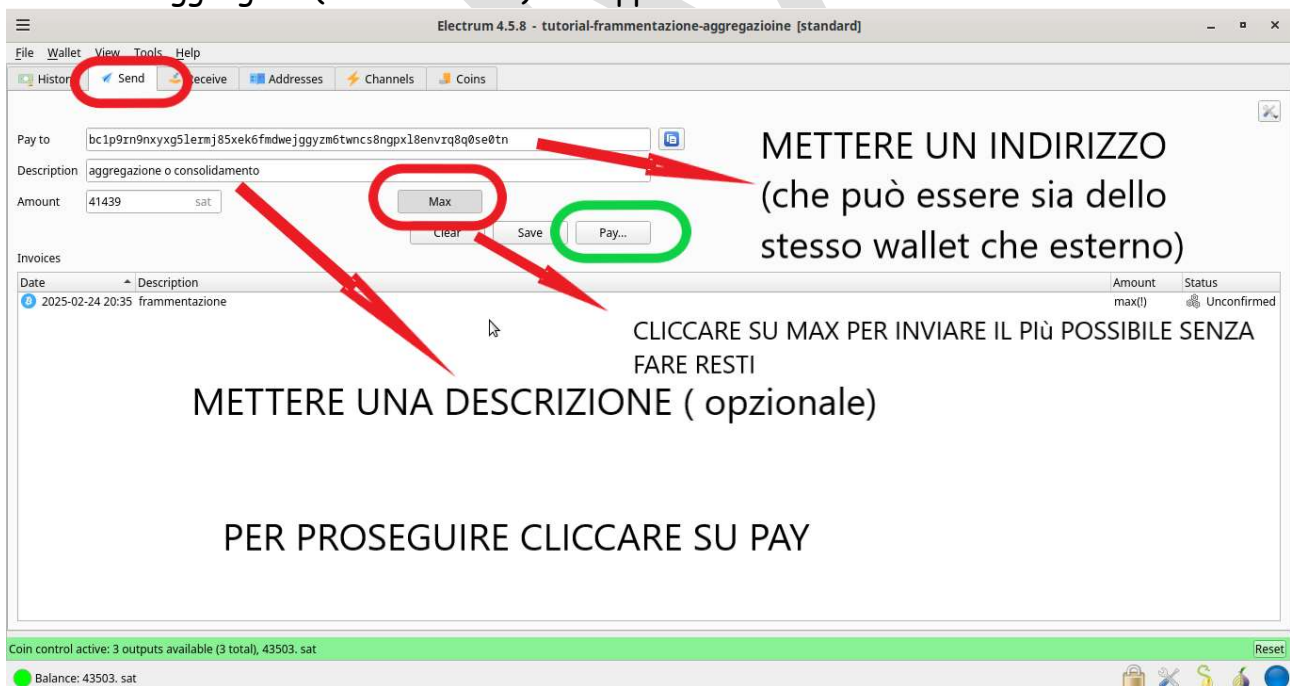 Electrum 4.5.8 - tutorial-frammentazione-aggregazioine [standard]
File Wallet View Tools Help
Send Receive Addresses Channels Coins
Pay to bc1p9rn9nxyxg5lermj85xek6fmdwejggyzm6twncs8ngpxl8envrq8q0se0tn
METTERE UN INDIRIZZO
Description aggregazione o consolidamento
(che può essere sia dello
Amount 41439 sat Max
stesso wallet che esterno)
Clear Save Pay...
Invoices
Date Description Amount Status
2025-02-24 20:35 frammentazione max(!) Unconfirmed
CLICCARE SU MAX PER INVIARE IL PIù POSSIBILE SENZA
FARE RESTI
METTERE UNA DESCRIZIONE ( opzionale)
PER PROSEGUIRE CLICCARE SU PAY
Coin control active: 3 outputs available (3 total), 43503. sat Reset
Balance: 43503. sat